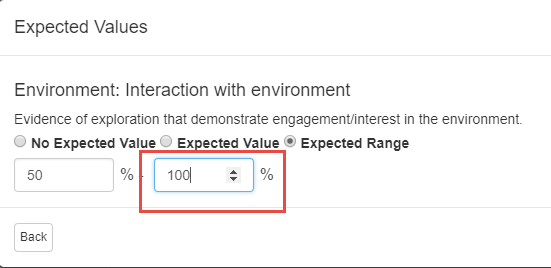 Expected Values
Environment: Interaction with environment
Evidence of exploration that demonstrate engagement/interest in the environment.
No Expected Value Expected Value Expected Range
50 % - 100 %
Back